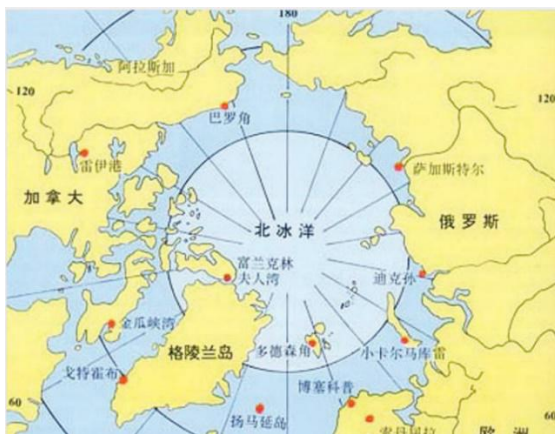 180
阿拉斯加
120
120
巴罗角
雷伊港
萨加斯特尔
加拿大
俄罗斯
北冰洋
富兰克林
夫人湾
迪克孙
金瓜峡湾
格陵兰岛
多德森角
小卡尔马库雷
戈特霍布
博塞科普
60
扬马延岛
60